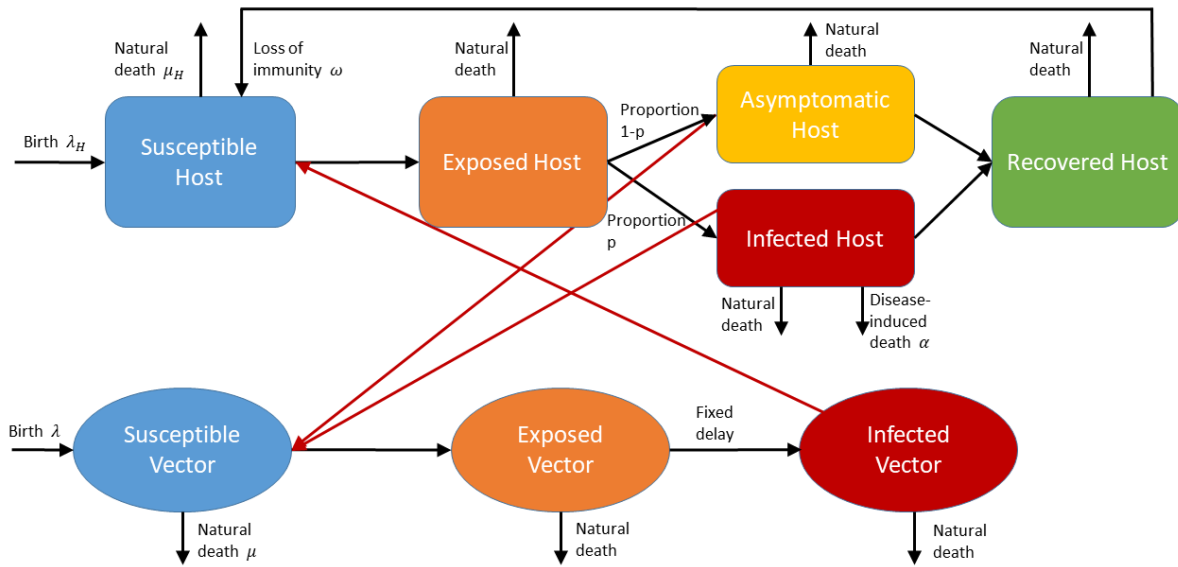 Natural
death μ_H
Loss of
immunity ω
Natural
death
Natural
death
Natural
death
Birth λ_H
Susceptible
Host
Exposed Host
Proportion
1-p
Asymptomatic
Host
Recovered Host
Proportion
p
Infected Host
Natural
death
Disease-
induced
death α
Birth λ
Susceptible
Vector
Exposed
Vector
Fixed
delay
Infected
Vector
Natural
death μ
Natural
death
Natural
death